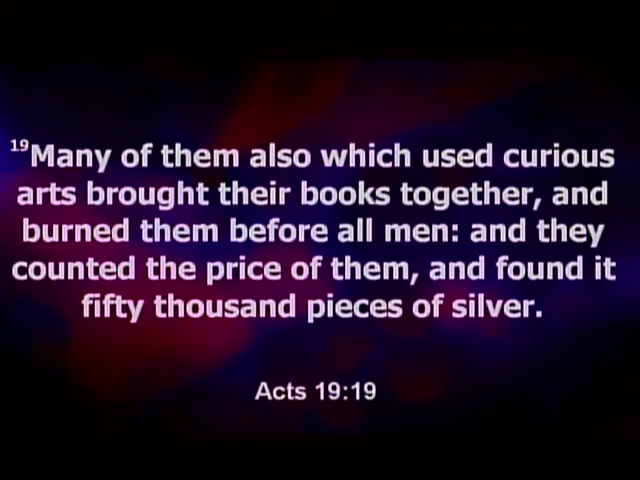 19Many of them also which used curious
arts brought their books together, and
burned them before all men: and they
counted the price of them, and found it
fifty thousand pieces of silver.
Acts 19:19